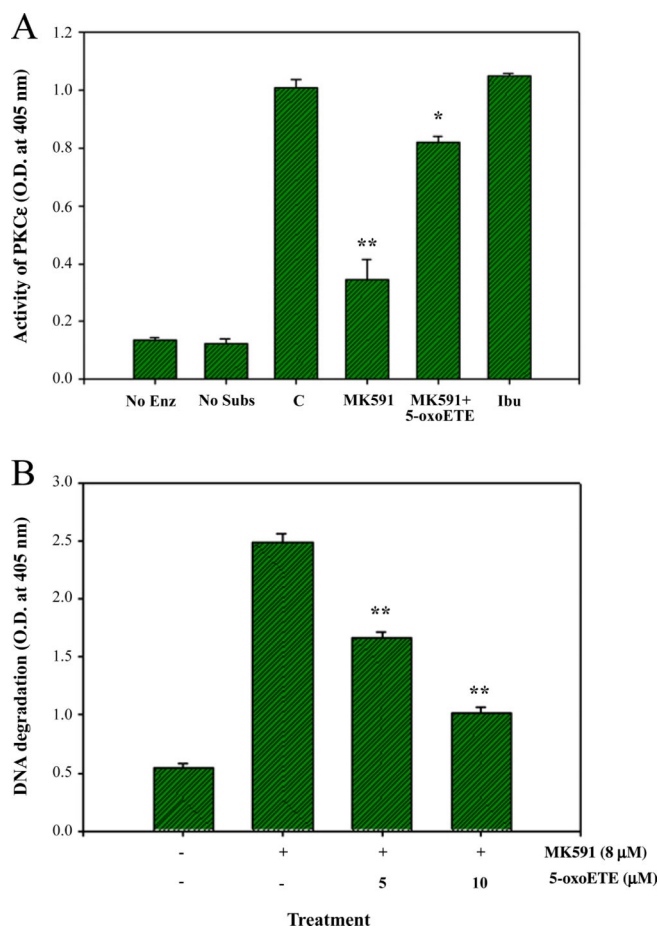 A
Activity of PKCε (O.D. at 405 nm)
1.2
1.0
0.8
0.6
0.4
0.2
0.0
**
*
No Enz No Subs C MK591 MK591+ Ibu
5-oxoETE
B
DNA degradation (O.D. at 405 nm)
3.0
2.5
2.0
1.5
1.0
0.5
0.0
**
**
- + + + MK591 (8 μM)
- - 5 10 5-oxoETE (μM)
Treatment